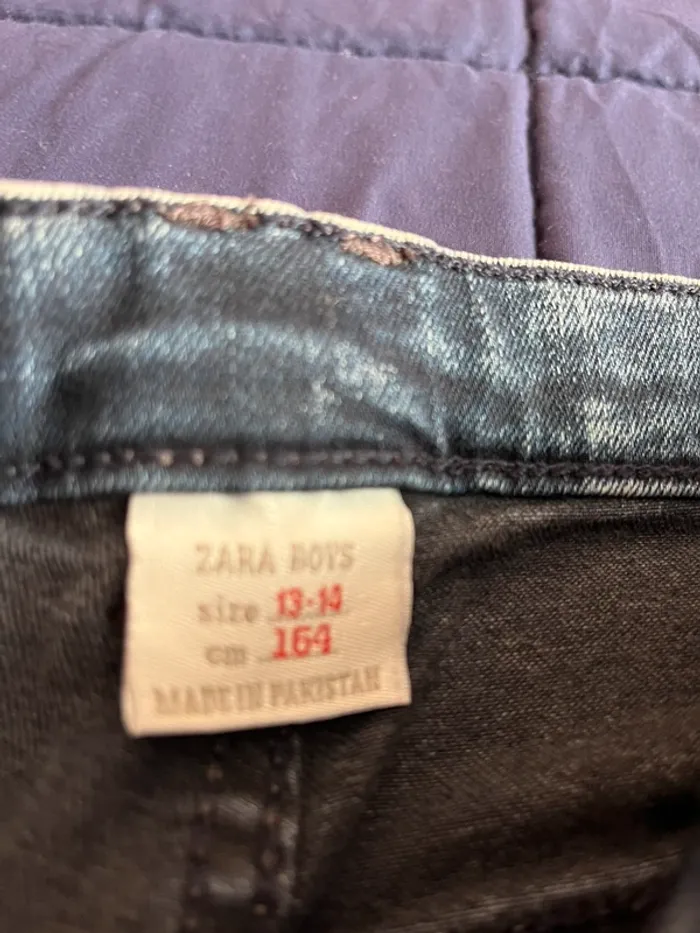 ZARA BOYS
size 13-14
cm 164
MADE IN PAKISTAN